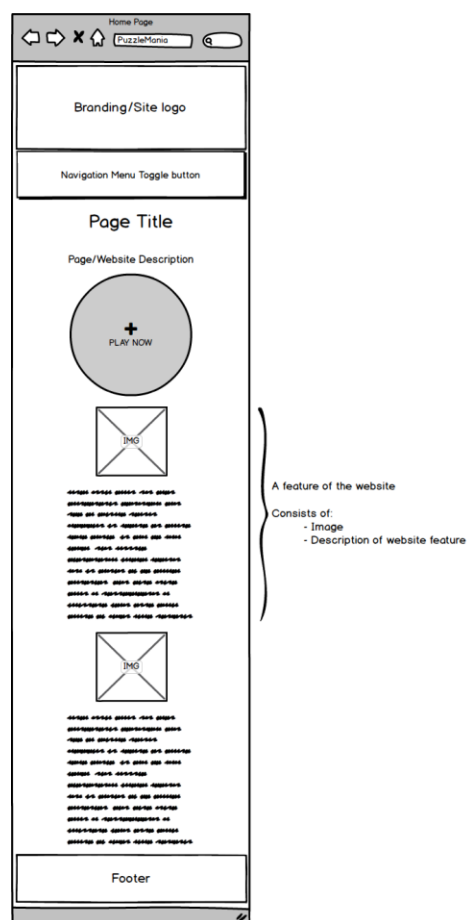 Home Page
PuzzleMania
Branding/Site logo
Navigation Menu Toggle button
Page Title
Page/Website Description
PLAY NOW
IMG
A feature of the website
Consists of:
- Image
- Description of website feature
IMG
Footer